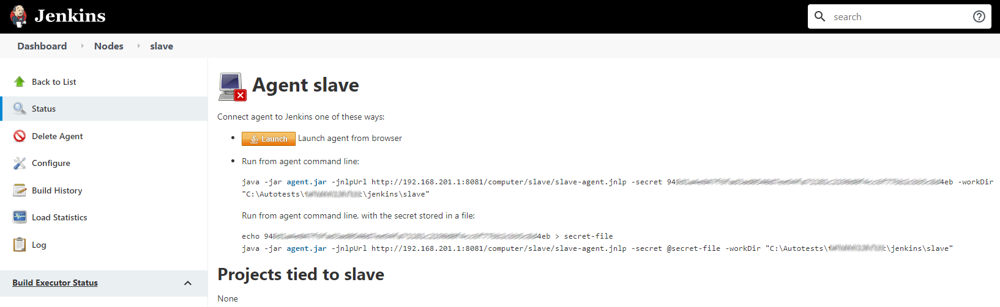 Jenkins
search
Dashboard Nodes slave
Back to List
Status
Delete Agent
Configure
Build History
Load Statistics
Log
Build Executor Status
Agent slave
Connect agent to Jenkins one of these ways:
Launch Launch agent from browser
Run from agent command line:
java -jar agent.jar -jnlpUrl http://192.168.201.1:8081/computer/slave/slave-agent.jnlp -secret 94 4eb -workDir
"C:\Autotests\ \jenkins\slave"
Run from agent command line, with the secret stored in a file:
echo 94 4eb > secret-file
java -jar agent.jar -jnlpUrl http://192.168.201.1:8081/computer/slave/slave-agent.jnlp -secret @secret-file -workDir "C:\Autotests\ \jenkins\slave"
Projects tied to slave
None